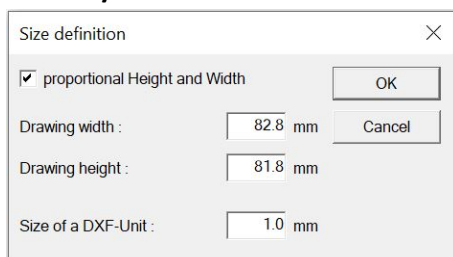 Size definition
proportional Height and Width
OK
Drawing width : 82.8 mm
Cancel
Drawing height : 81.8 mm
Size of a DXF-Unit : 1.0 mm